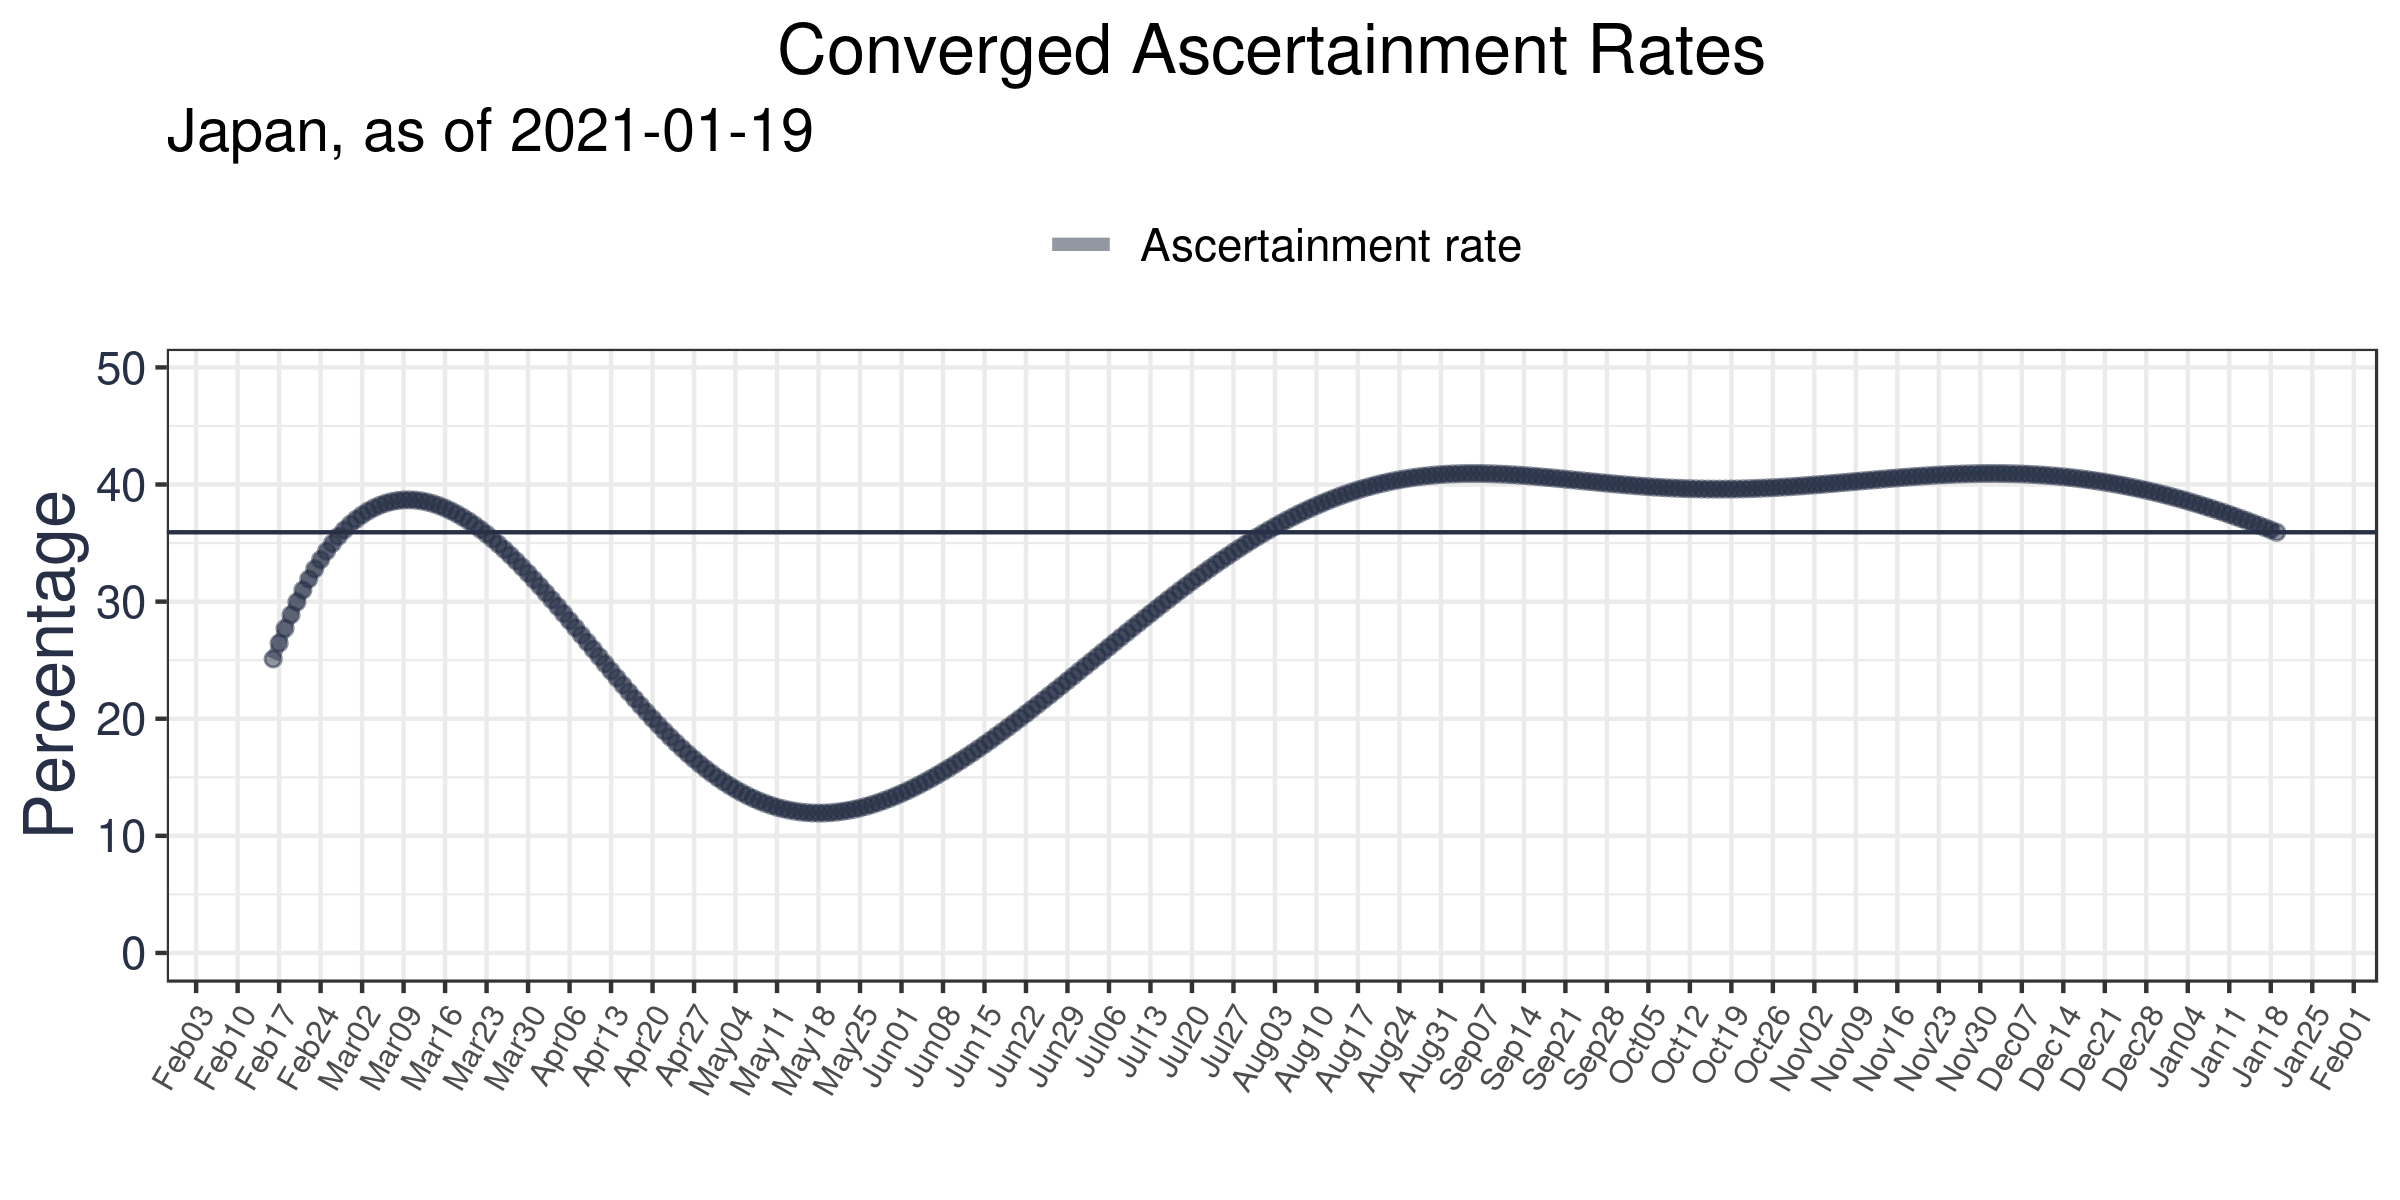 Converged Ascertainment Rates
Japan, as of 2021-01-19
Ascertainment rate
Percentage
50
40
30
20
10
0
Feb03 Feb10 Feb17 Feb24 Mar02 Mar09 Mar16 Mar23 Mar30 Apr06 Apr13 Apr20 Apr27 May04 May11 May18 May25 Jun01 Jun08 Jun15 Jun22 Jun29 Jul06 Jul13 Jul20 Jul27 Aug03 Aug10 Aug17 Aug24 Aug31 Sep07 Sep14 Sep21 Sep28 Oct05 Oct12 Oct19 Oct26 Nov02 Nov09 Nov16 Nov23 Nov30 Dec07 Dec14 Dec21 Dec28 Jan04 Jan11 Jan18 Jan25 Feb01